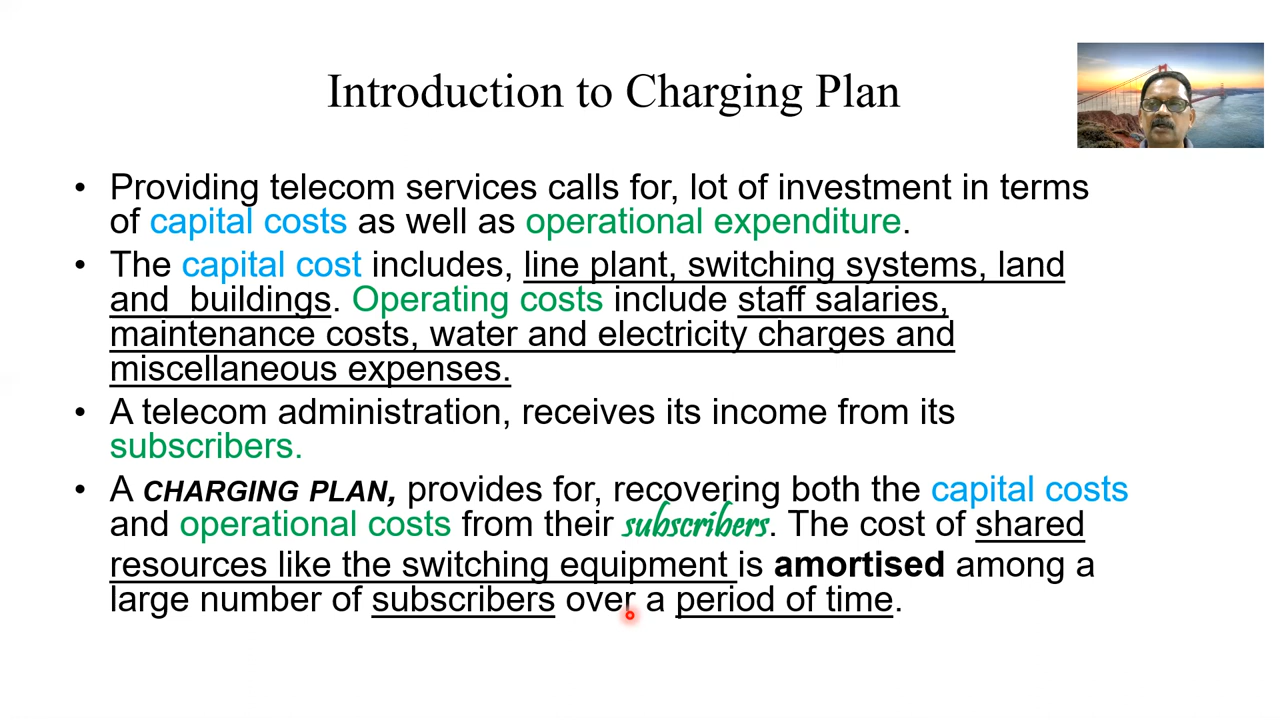 Introduction to Charging Plan
• Providing telecom services calls for, lot of investment in terms
of capital costs as well as operational expenditure.
• The capital cost includes, line plant, switching systems, land
and buildings. Operating costs include staff salaries,
maintenance costs, water and electricity charges and
miscellaneous expenses.
• A telecom administration, receives its income from its
subscribers.
• A CHARGING PLAN, provides for, recovering both the capital costs
and operational costs from their subscribers. The cost of shared
resources like the switching equipment is amortised among a
large number of subscribers over a period of time.